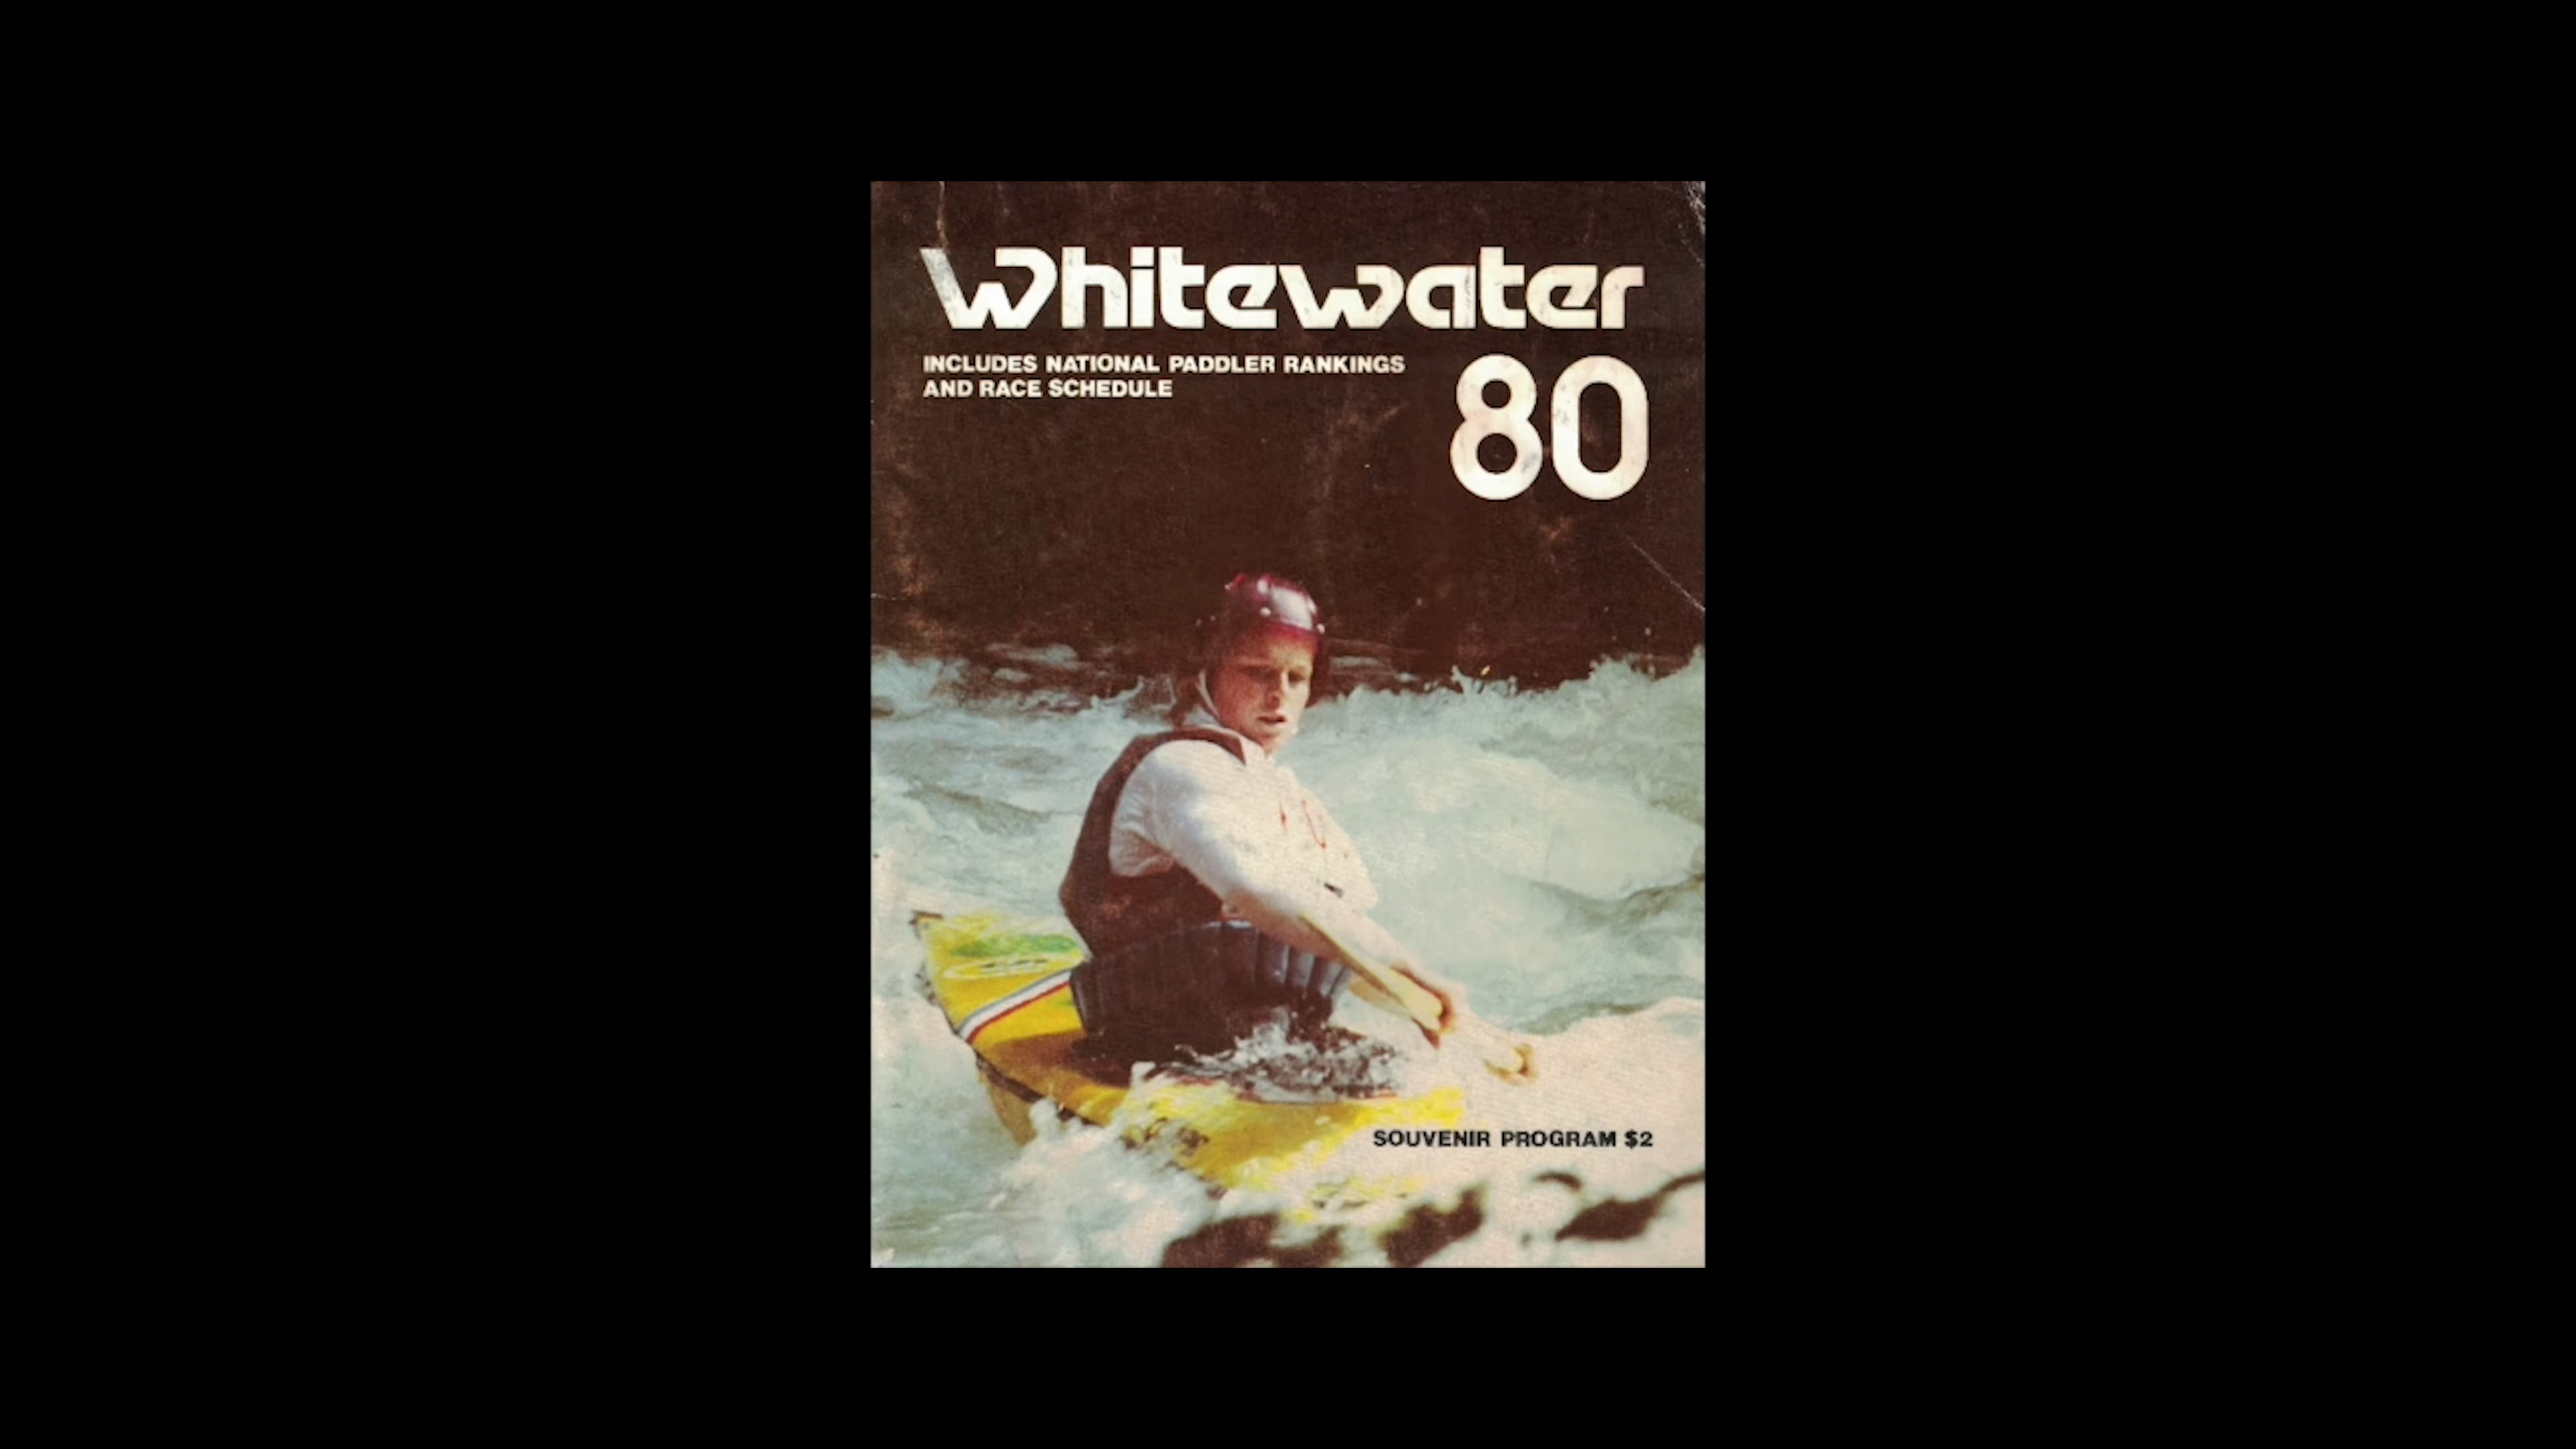 Whitewater
INCLUDES NATIONAL PADDLER RANKINGS
AND RACE SCHEDULE
80
SOUVENIR PROGRAM $2